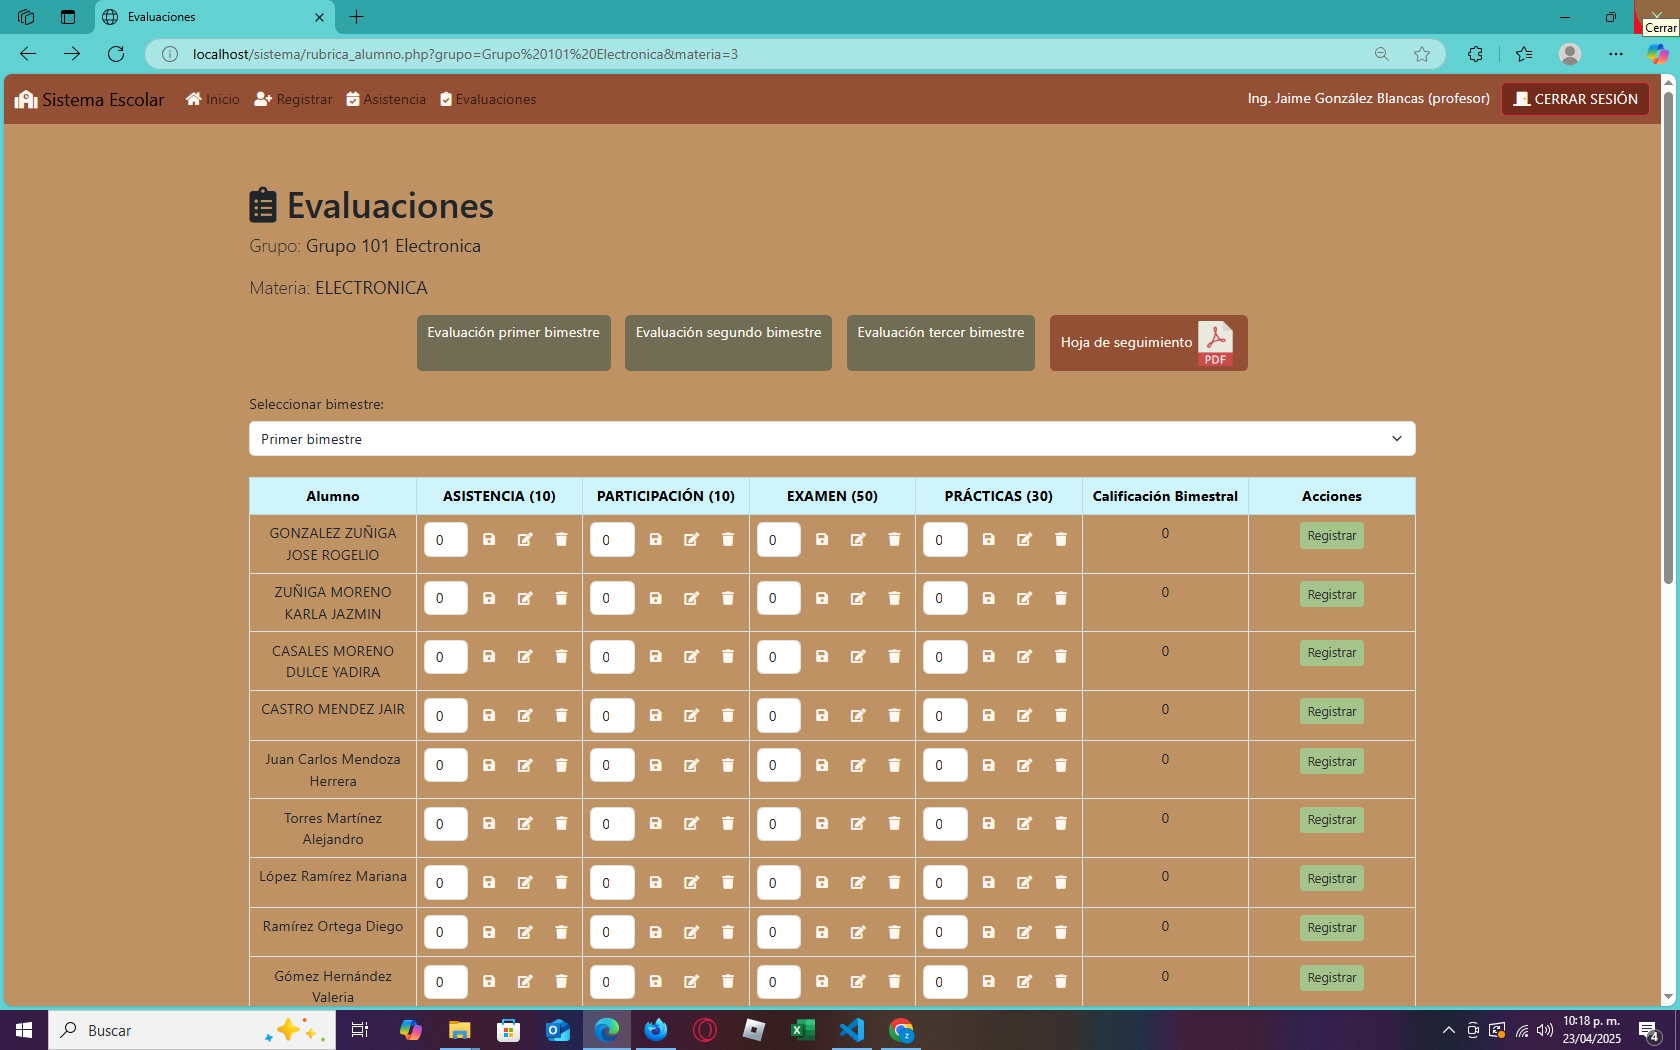 Evaluaciones
Cerrar
localhost/sistema/rubrica_alumno.php?grupo=Grupo%20101%20Electronica&materia=3
Sistema Escolar Inicio Registrar Asistencia Evaluaciones Ing. Jaime González Blancas (profesor) CERRAR SESIÓN
Evaluaciones
Grupo: Grupo 101 Electronica
Materia: ELECTRONICA
Evaluación primer bimestre Evaluación segundo bimestre Evaluación tercer bimestre Hoja de seguimiento PDF
Seleccionar bimestre:
Primer bimestre
Alumno ASISTENCIA (10) PARTICIPACIÓN (10) EXAMEN (50) PRÁCTICAS (30) Calificación Bimestral Acciones
GONZALEZ ZUÑIGA JOSE ROGELIO 0 0 0 0 0 Registrar
ZUÑIGA MORENO KARLA JAZMIN 0 0 0 0 0 Registrar
CASALES MORENO DULCE YADIRA 0 0 0 0 0 Registrar
CASTRO MENDEZ JAIR 0 0 0 0 0 Registrar
Juan Carlos Mendoza Herrera 0 0 0 0 0 Registrar
Torres Martínez Alejandro 0 0 0 0 0 Registrar
López Ramírez Mariana 0 0 0 0 0 Registrar
Ramírez Ortega Diego 0 0 0 0 0 Registrar
Gómez Hernández Valeria 0 0 0 0 0 Registrar
Buscar
10:18 p. m.
23/04/2025
4